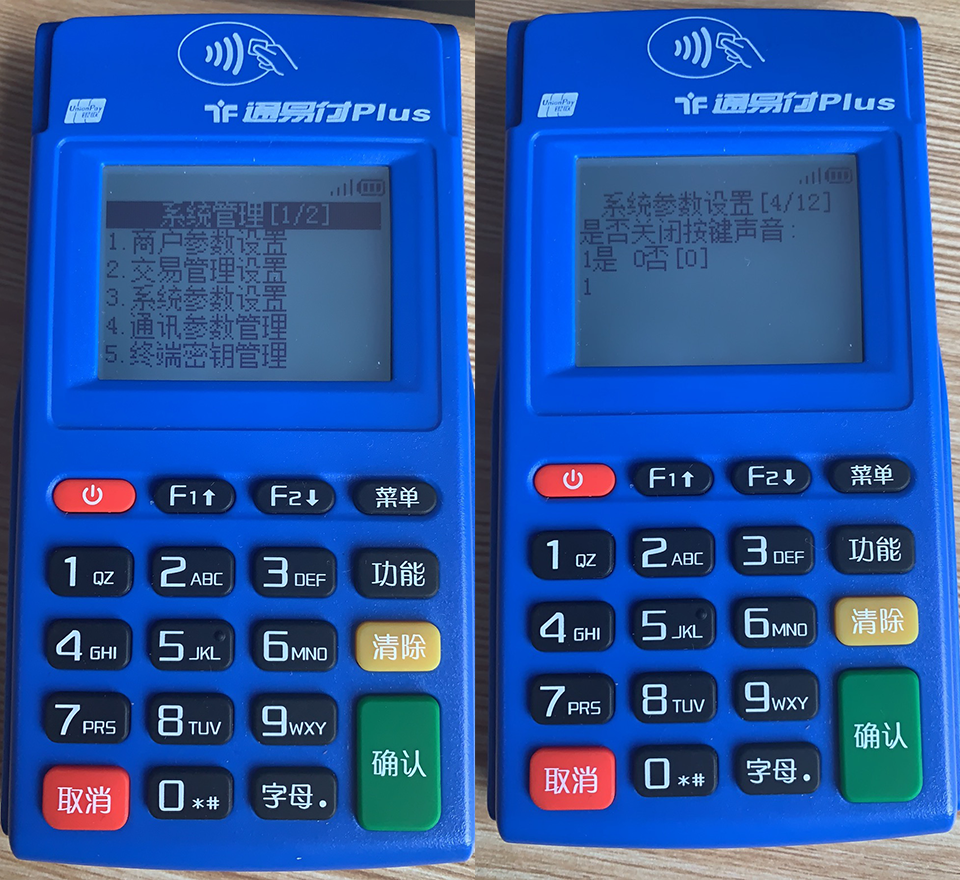 UnionPay
通易付Plus
系统管理[1/2]
1.商户参数设置
2.交易管理设置
3.系统参数设置
4.通讯参数管理
5.终端密钥管理
F1↑ F2↓ 菜单
1 QZ 2 ABC 3 DEF 功能
4 GHI 5 JKL 6 MNO 清除
7 PRS 8 TUV 9 WXY 确认
取消 0 *# 字母.
UnionPay
通易付Plus
系统参数设置[4/12]
是否关闭按键声音:
1是 0否[0]
1
F1↑ F2↓ 菜单
1 QZ 2 ABC 3 DEF 功能
4 GHI 5 JKL 6 MNO 清除
7 PRS 8 TUV 9 WXY 确认
取消 0 *# 字母.